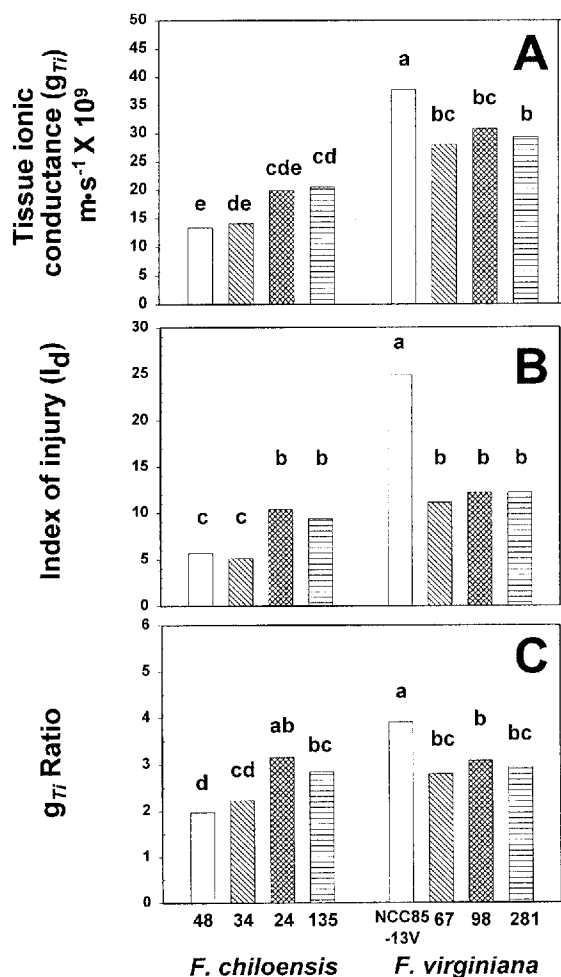 Tissue ionic
conductance (gTi)
m•s-1 X 10⁹
50
45
40
35
30
25
20
15
10
5
0
A
e
de
cde
cd
a
bc
bc
b
Index of injury (Id)
30
25
20
15
10
5
0
B
c
c
b
b
a
b
b
b
gTi Ratio
6
5
4
3
2
1
0
C
d
cd
ab
bc
a
bc
b
bc
48 34 24 135 NCC85 67 98 281
-13V
F. chiloensis F. virginiana